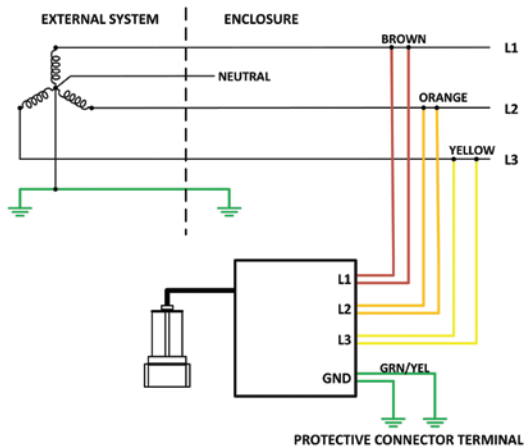 EXTERNAL SYSTEM
ENCLOSURE
BROWN
L1
NEUTRAL
ORANGE
L2
YELLOW
L3
L1
L2
L3
GND
GRN/YEL
PROTECTIVE CONNECTOR TERMINAL